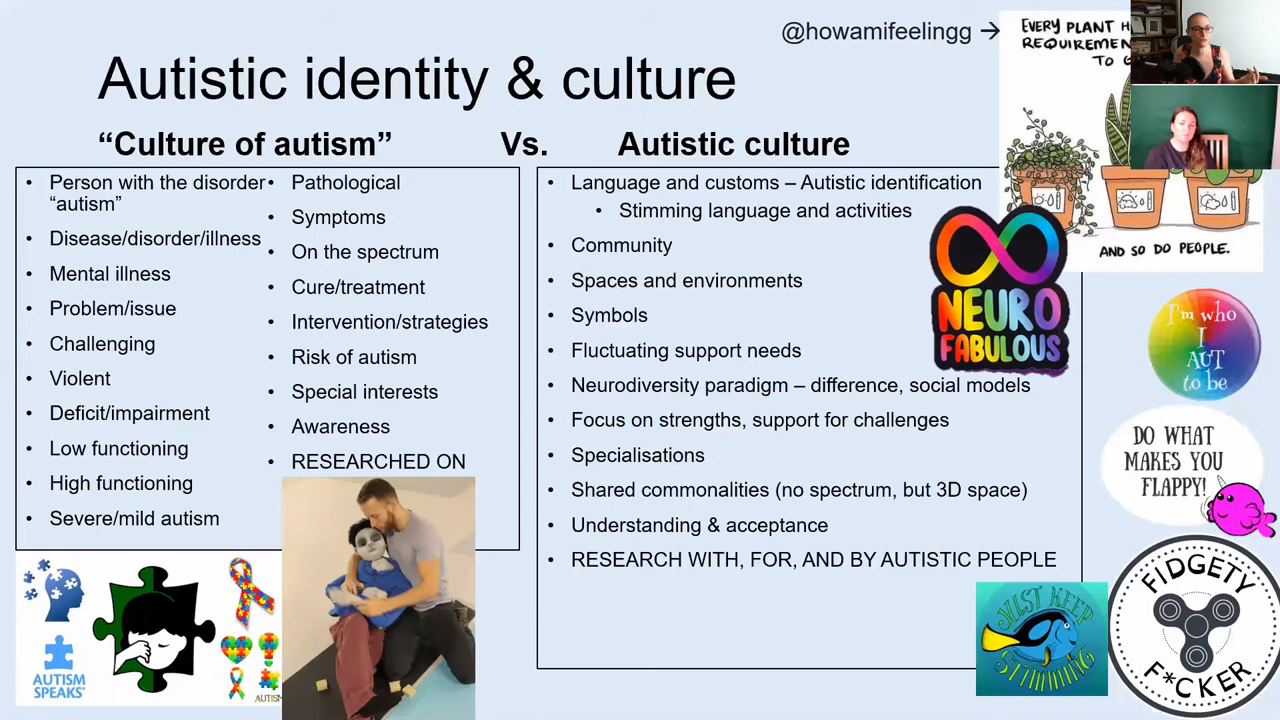 @howamifeelingg →
Autistic identity & culture
“Culture of autism”
Vs.
Autistic culture
• Person with the disorder
“autism”
• Disease/disorder/illness
• Mental illness
• Problem/issue
• Challenging
• Violent
• Deficit/impairment
• Low functioning
• High functioning
• Severe/mild autism
• Pathological
• Symptoms
• On the spectrum
• Cure/treatment
• Intervention/strategies
• Risk of autism
• Special interests
• Awareness
• RESEARCHED ON
• Language and customs – Autistic identification
• Stimming language and activities
• Community
• Spaces and environments
• Symbols
• Fluctuating support needs
• Neurodiversity paradigm – difference, social models
• Focus on strengths, support for challenges
• Specialisations
• Shared commonalities (no spectrum, but 3D space)
• Understanding & acceptance
• RESEARCH WITH, FOR, AND BY AUTISTIC PEOPLE
EVERY PLANT
TO
AND SO DO PEOPLE.
NEURO
FABULOUS
I'm who
I
AUT
to be
DO WHAT
MAKES YOU
FLAPPY!
JUST KEEP
STIMMING
FIDGETY
F*CKER
AUTISM
SPEAKS